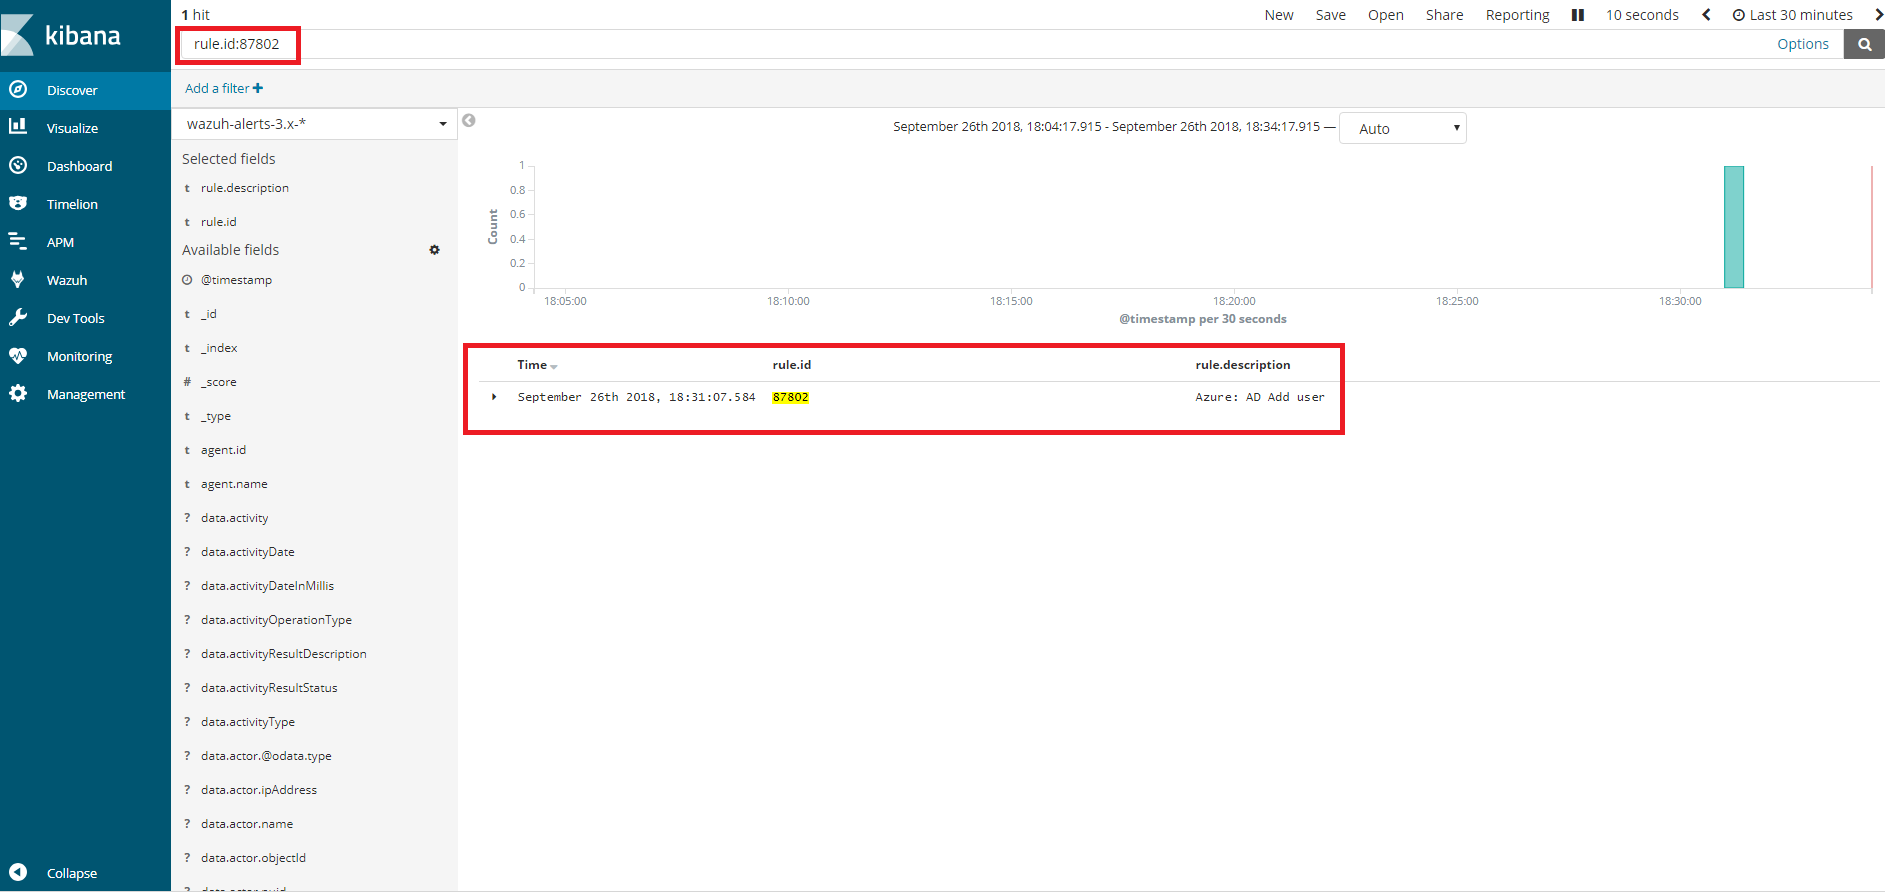 kibana
Discover
Visualize
Dashboard
Timelion
APM
Wazuh
Dev Tools
Monitoring
Management
Collapse
1 hit
New Save Open Share Reporting 10 seconds Last 30 minutes
rule.id:87802
Options
Add a filter
wazuh-alerts-3.x-*
Selected fields
t rule.description
t rule.id
Available fields
@timestamp
t _id
t _index
# _score
t _type
t agent.id
t agent.name
? data.activity
? data.activityDate
? data.activityDateInMillis
? data.activityOperationType
? data.activityResultDescription
? data.activityResultStatus
? data.activityType
? data.actor.@odata.type
? data.actor.ipAddress
? data.actor.name
? data.actor.objectId
September 26th 2018, 18:04:17.915 - September 26th 2018, 18:34:17.915 — Auto
Count
1
0.8
0.6
0.4
0.2
0
18:05:00 18:10:00 18:15:00 18:20:00 18:25:00 18:30:00
@timestamp per 30 seconds
Time rule.id rule.description
September 26th 2018, 18:31:07.584 87802 Azure: AD Add user